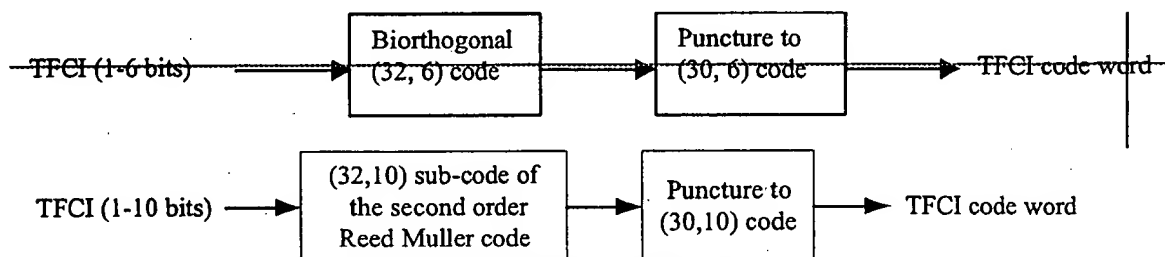 Biorthogonal
(32, 6) code
Puncture to
(30, 6) code
TFCI (1-6 bits)
TFCI code word
(32,10) sub-code of
the second order
Reed Muller code
Puncture to
(30,10) code
TFCI (1-10 bits)
TFCI code word